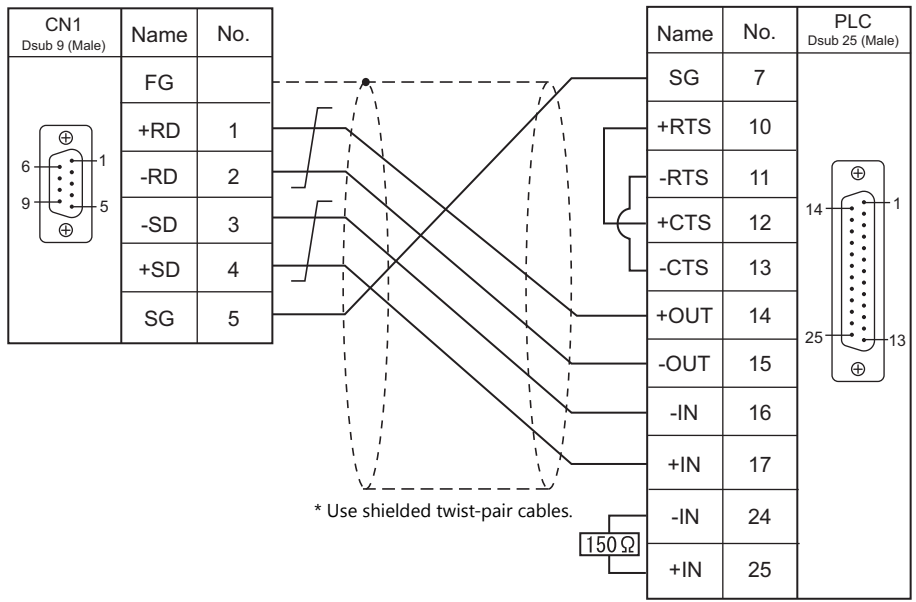 CN1
Dsub 9 (Male)
Name No.
FG
+RD 1
-RD 2
-SD 3
+SD 4
SG 5
6 1
9 5
PLC
Dsub 25 (Male)
Name No.
SG 7
+RTS 10
-RTS 11
+CTS 12
-CTS 13
+OUT 14
-OUT 15
-IN 16
+IN 17
-IN 24
+IN 25
14 1
25 13
150 Ω
* Use shielded twist-pair cables.